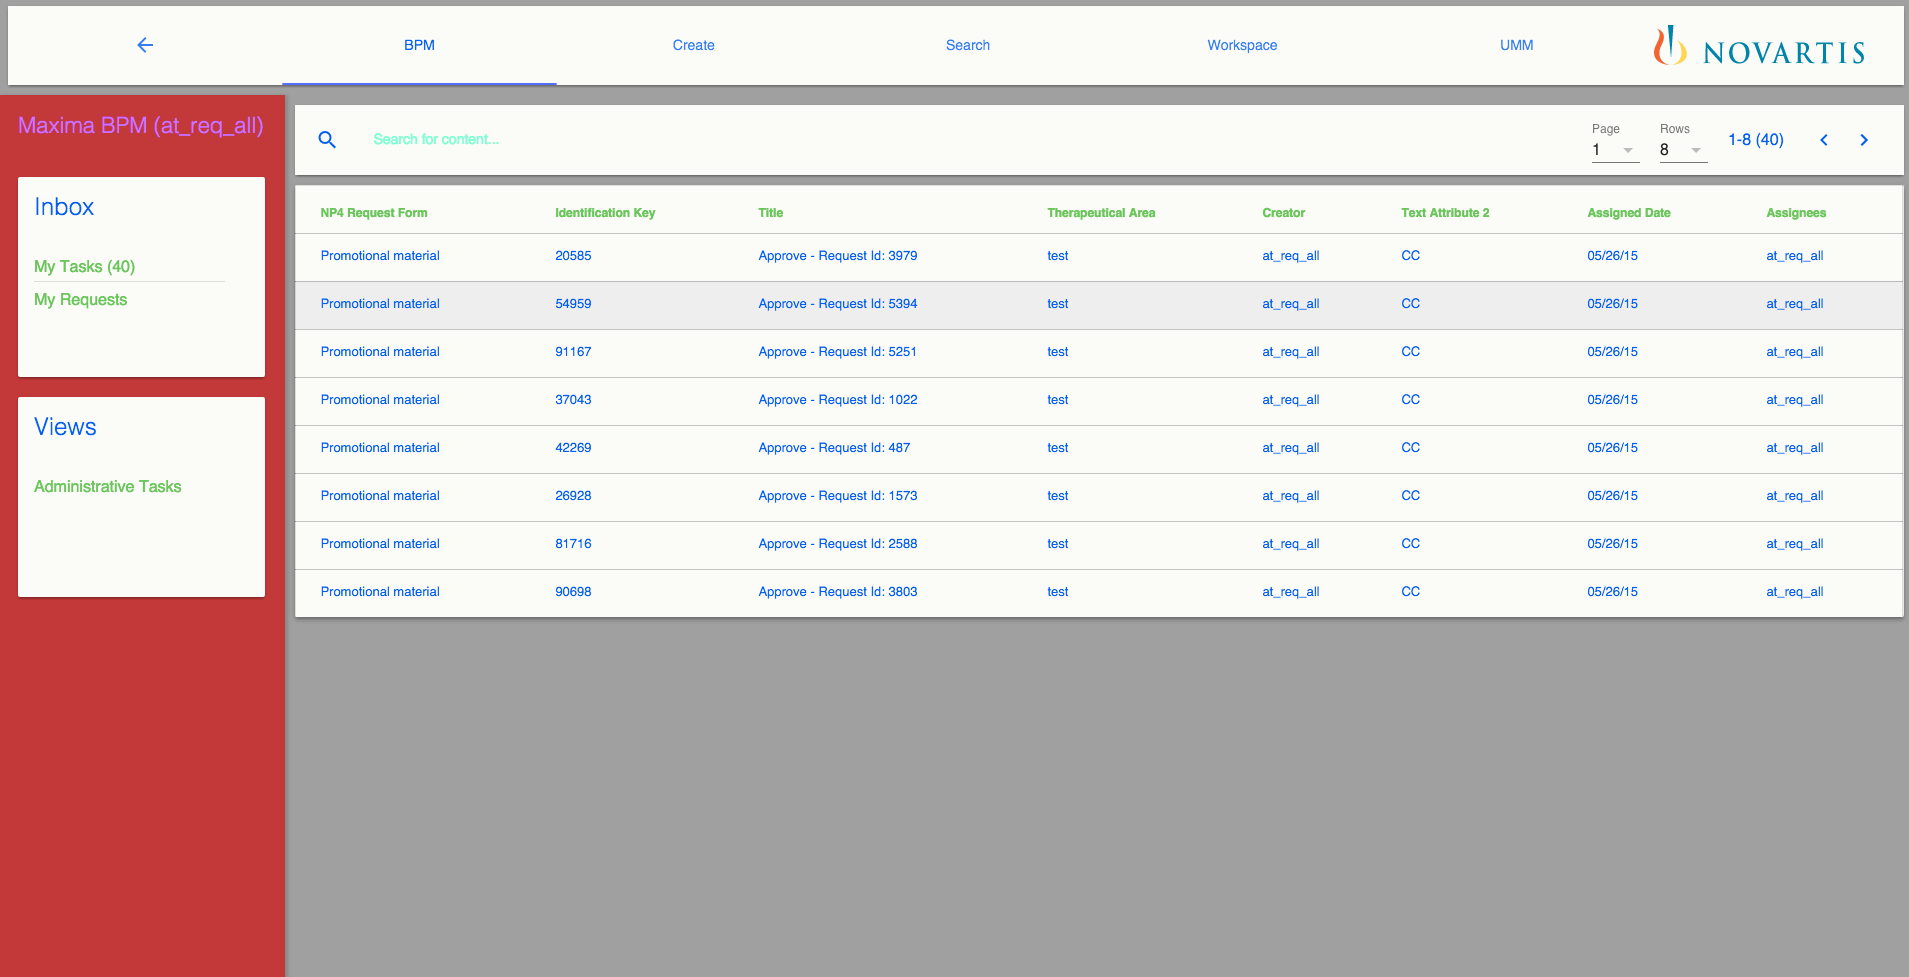 BPM Create Search Workspace UMM NOVARTIS
Maxima BPM (at_req_all)
Inbox
My Tasks (40)
My Requests
Views
Administrative Tasks
Search for content...
Page
1
Rows
8
1-8 (40)
NP4 Request Form Identification Key Title Therapeutical Area Creator Text Attribute 2 Assigned Date Assignees
Promotional material 20585 Approve - Request Id: 3979 test at_req_all CC 05/26/15 at_req_all
Promotional material 54959 Approve - Request Id: 5394 test at_req_all CC 05/26/15 at_req_all
Promotional material 91167 Approve - Request Id: 5251 test at_req_all CC 05/26/15 at_req_all
Promotional material 37043 Approve - Request Id: 1022 test at_req_all CC 05/26/15 at_req_all
Promotional material 42269 Approve - Request Id: 487 test at_req_all CC 05/26/15 at_req_all
Promotional material 26928 Approve - Request Id: 1573 test at_req_all CC 05/26/15 at_req_all
Promotional material 81716 Approve - Request Id: 2588 test at_req_all CC 05/26/15 at_req_all
Promotional material 90698 Approve - Request Id: 3803 test at_req_all CC 05/26/15 at_req_all